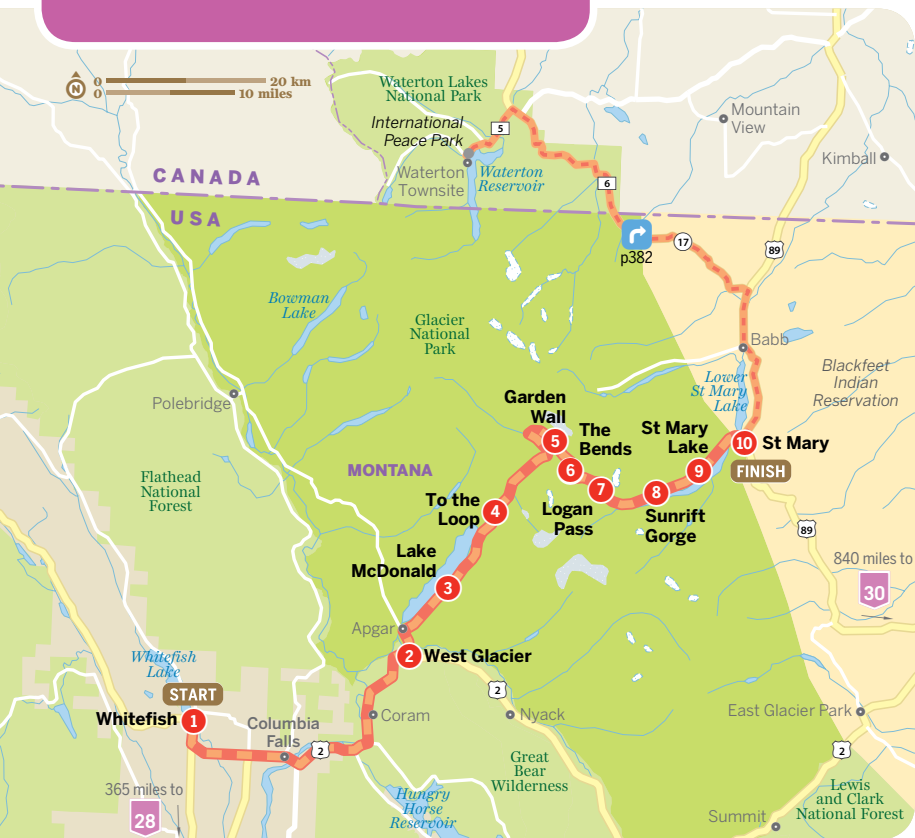 0 20 km
N
0 10 miles
Waterton Lakes
National Park
International
Peace Park
5
Mountain
View
Kimball
Waterton
Townsite
Waterton
Reservoir
6
CANADA
USA
17
89
p382
Bowman
Lake
Glacier
National
Park
Babb
Blackfeet
Indian
Reservation
Lower
St Mary
Lake
Polebridge
Garden
Wall
5
The
Bends
6
St Mary
Lake
9
10 St Mary
FINISH
MONTANA
Flathead
National
Forest
To the
Loop
4
7
Logan
Pass
8
Sunrift
Gorge
89
840 miles to
30
Lake
McDonald
3
Apgar
2 West Glacier
Whitefish
Lake
START
Whitefish 1
Columbia
Falls
2
Coram
2
Nyack
East Glacier Park
2
Great
Bear
Wilderness
365 miles to
28
Hungry
Horse
Reservoir
Lewis
and Clark
National Forest
Summit